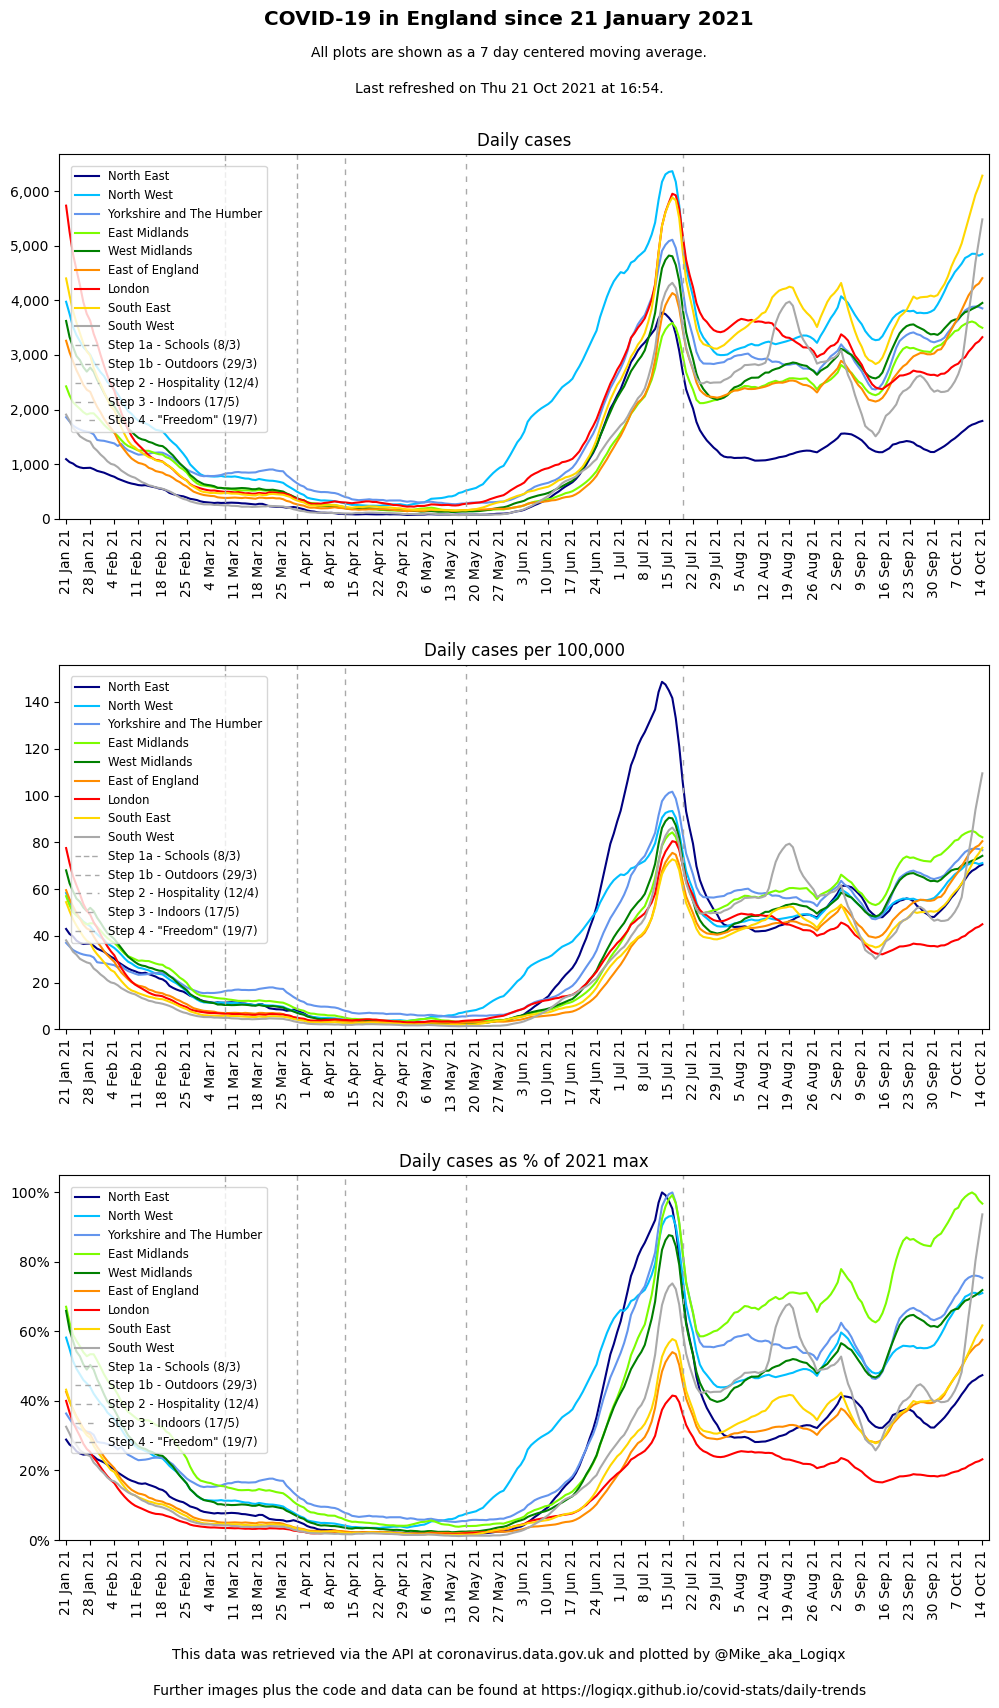 COVID-19 in England since 21 January 2021
All plots are shown as a 7 day centered moving average.
Last refreshed on Thu 21 Oct 2021 at 16:54.
Daily cases
6,000
5,000
4,000
3,000
2,000
1,000
0
North East
North West
Yorkshire and The Humber
East Midlands
West Midlands
East of England
London
South East
South West
Step 1a - Schools (8/3)
Step 1b - Outdoors (29/3)
Step 2 - Hospitality (12/4)
Step 3 - Indoors (17/5)
Step 4 - "Freedom" (19/7)
21 Jan 21
28 Jan 21
4 Feb 21
11 Feb 21
18 Feb 21
25 Feb 21
4 Mar 21
11 Mar 21
18 Mar 21
25 Mar 21
1 Apr 21
8 Apr 21
15 Apr 21
22 Apr 21
29 Apr 21
6 May 21
13 May 21
20 May 21
27 May 21
3 Jun 21
10 Jun 21
17 Jun 21
24 Jun 21
1 Jul 21
8 Jul 21
15 Jul 21
22 Jul 21
29 Jul 21
5 Aug 21
12 Aug 21
19 Aug 21
26 Aug 21
2 Sep 21
9 Sep 21
16 Sep 21
23 Sep 21
30 Sep 21
7 Oct 21
14 Oct 21
Daily cases per 100,000
140
120
100
80
60
40
20
0
North East
North West
Yorkshire and The Humber
East Midlands
West Midlands
East of England
London
South East
South West
Step 1a - Schools (8/3)
Step 1b - Outdoors (29/3)
Step 2 - Hospitality (12/4)
Step 3 - Indoors (17/5)
Step 4 - "Freedom" (19/7)
21 Jan 21
28 Jan 21
4 Feb 21
11 Feb 21
18 Feb 21
25 Feb 21
4 Mar 21
11 Mar 21
18 Mar 21
25 Mar 21
1 Apr 21
8 Apr 21
15 Apr 21
22 Apr 21
29 Apr 21
6 May 21
13 May 21
20 May 21
27 May 21
3 Jun 21
10 Jun 21
17 Jun 21
24 Jun 21
1 Jul 21
8 Jul 21
15 Jul 21
22 Jul 21
29 Jul 21
5 Aug 21
12 Aug 21
19 Aug 21
26 Aug 21
2 Sep 21
9 Sep 21
16 Sep 21
23 Sep 21
30 Sep 21
7 Oct 21
14 Oct 21
Daily cases as % of 2021 max
100%
80%
60%
40%
20%
0%
North East
North West
Yorkshire and The Humber
East Midlands
West Midlands
East of England
London
South East
South West
Step 1a - Schools (8/3)
Step 1b - Outdoors (29/3)
Step 2 - Hospitality (12/4)
Step 3 - Indoors (17/5)
Step 4 - "Freedom" (19/7)
21 Jan 21
28 Jan 21
4 Feb 21
11 Feb 21
18 Feb 21
25 Feb 21
4 Mar 21
11 Mar 21
18 Mar 21
25 Mar 21
1 Apr 21
8 Apr 21
15 Apr 21
22 Apr 21
29 Apr 21
6 May 21
13 May 21
20 May 21
27 May 21
3 Jun 21
10 Jun 21
17 Jun 21
24 Jun 21
1 Jul 21
8 Jul 21
15 Jul 21
22 Jul 21
29 Jul 21
5 Aug 21
12 Aug 21
19 Aug 21
26 Aug 21
2 Sep 21
9 Sep 21
16 Sep 21
23 Sep 21
30 Sep 21
7 Oct 21
14 Oct 21
This data was retrieved via the API at coronavirus.data.gov.uk and plotted by @Mike_aka_Logiqx
Further images plus the code and data can be found at https://logiqx.github.io/covid-stats/daily-trends